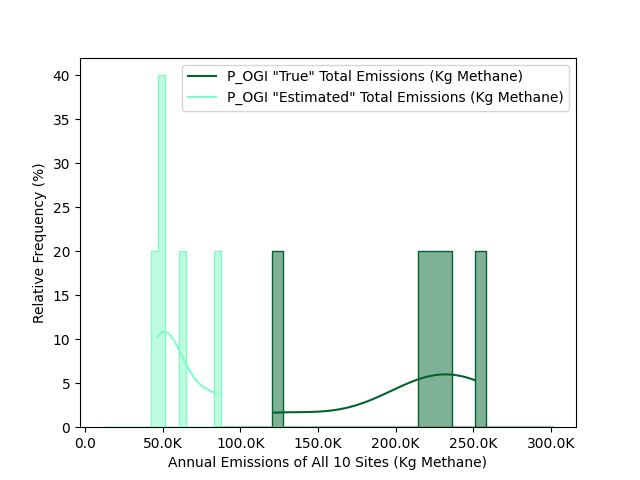 P_OGI "True" Total Emissions (Kg Methane)
P_OGI "Estimated" Total Emissions (Kg Methane)
Relative Frequency (%)
40
35
30
25
20
15
10
5
0
0.0 50.0K 100.0K 150.0K 200.0K 250.0K 300.0K
Annual Emissions of All 10 Sites (Kg Methane)